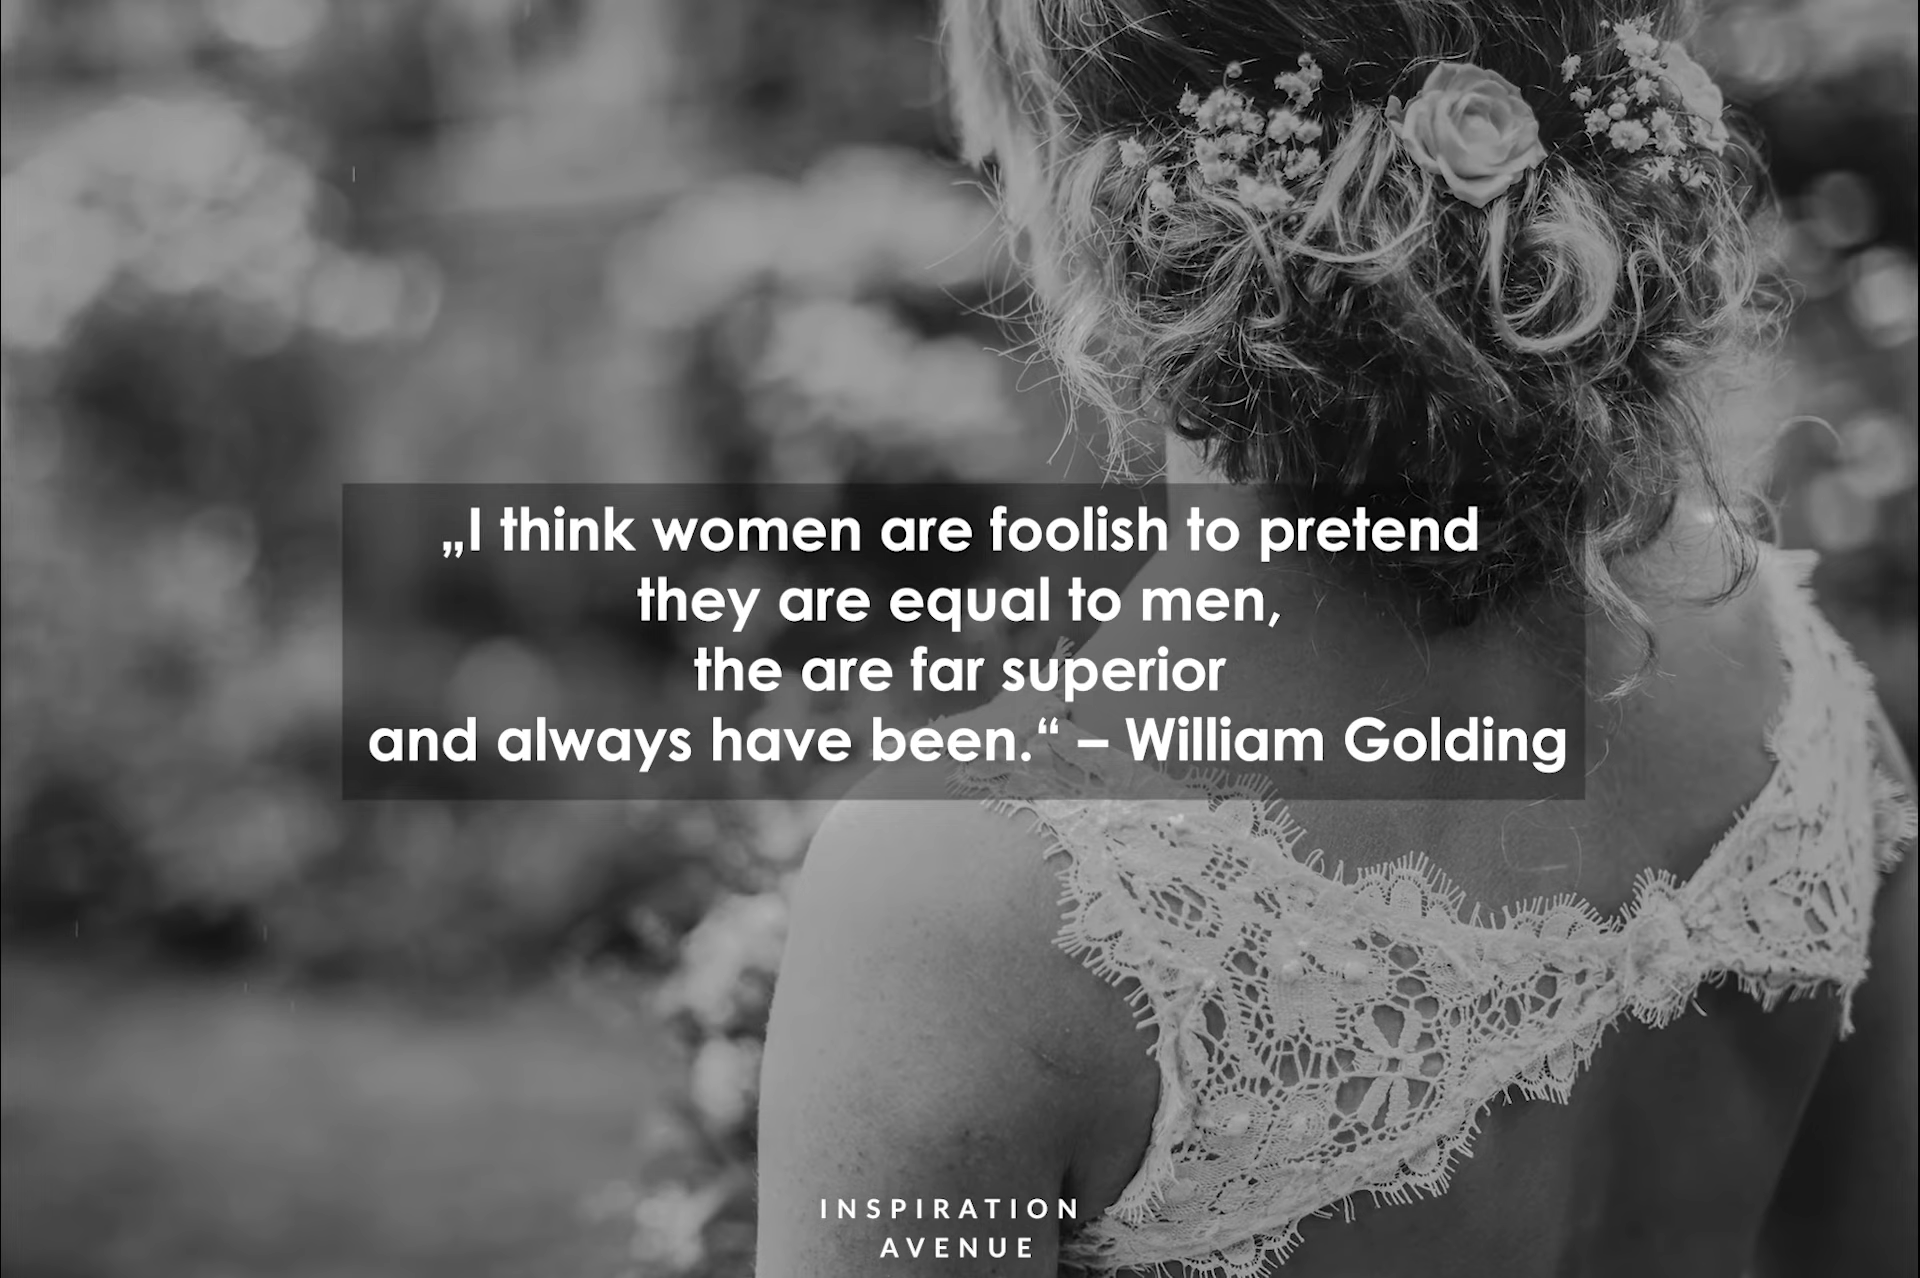 „I think women are foolish to pretend
they are equal to men,
the are far superior
and always have been.“ – William Golding
INSPIRATION
AVENUE